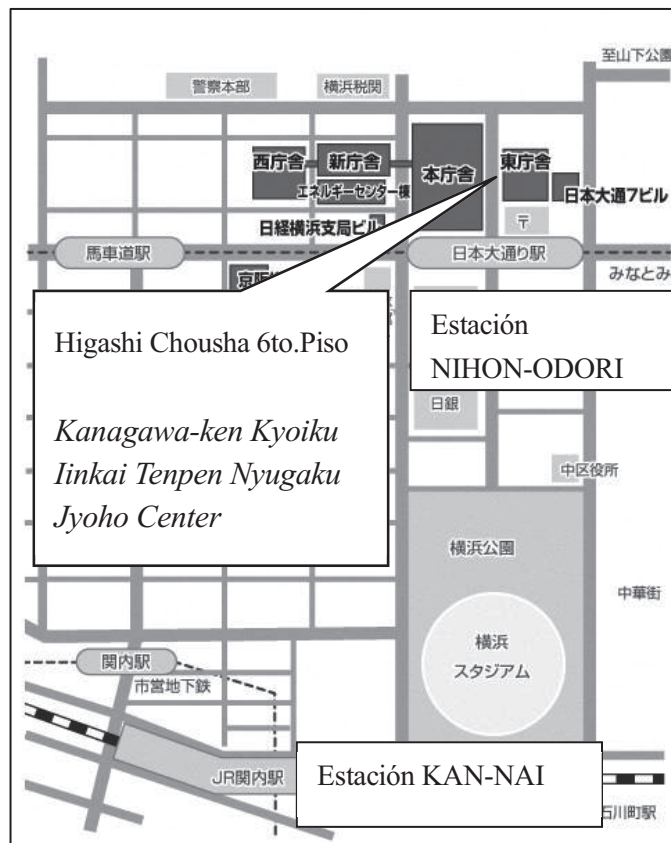 至山下公園
警察本部
横浜税関
西庁舎
新庁舎
エネルギーセンター棟
本庁舎
東庁舎
日本大通7ビル
〒
日経横浜支局ビル
馬車道駅
日本大通り駅
みなとみ
Higashi Chousha 6to.Piso
Kanagawa-ken Kyoiku
Iinkai Tenpen Nyugaku
Jyoho Center
Estación
NIHON-ODORI
日銀
中区役所
横浜公園
中華街
横浜
スタジアム
関内駅
市営地下鉄
JR関内駅
Estación KAN-NAI
石川町駅